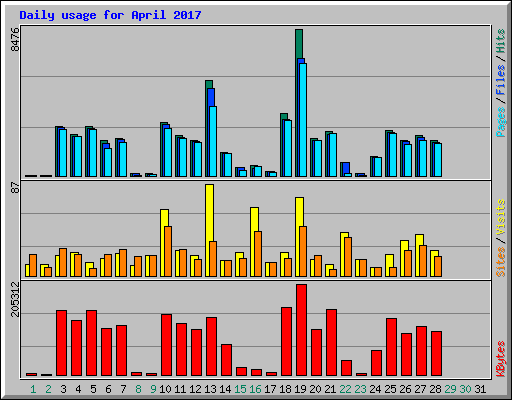 Daily usage for April 2017
8476
Pages / Files / Hits
87
Sites / Visits
205312
KBytes
1 2 3 4 5 6 7 8 9 10 11 12 13 14 15 16 17 18 19 20 21 22 23 24 25 26 27 28 29 30 31